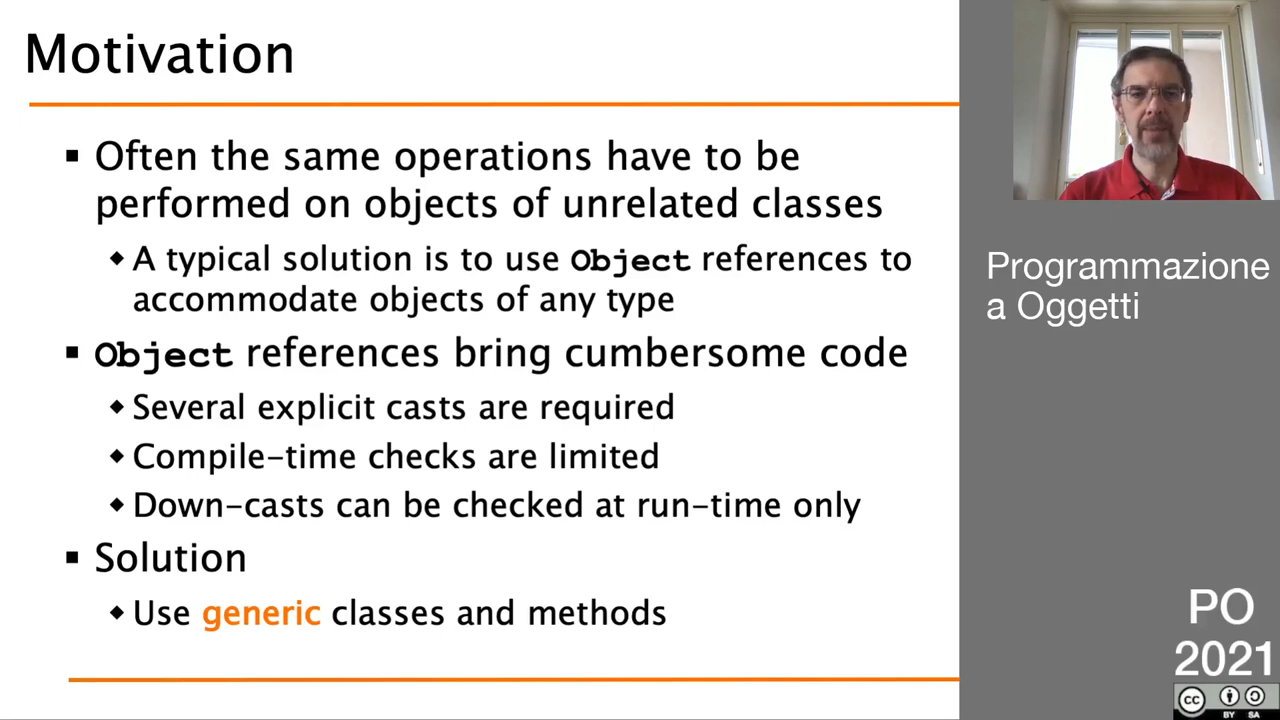 Motivation
▪ Often the same operations have to be
performed on objects of unrelated classes
◆ A typical solution is to use Object references to
accommodate objects of any type
▪ Object references bring cumbersome code
◆ Several explicit casts are required
◆ Compile-time checks are limited
◆ Down-casts can be checked at run-time only
▪ Solution
◆ Use generic classes and methods
Programmazione
a Oggetti
PO
2021
CC
BY SA